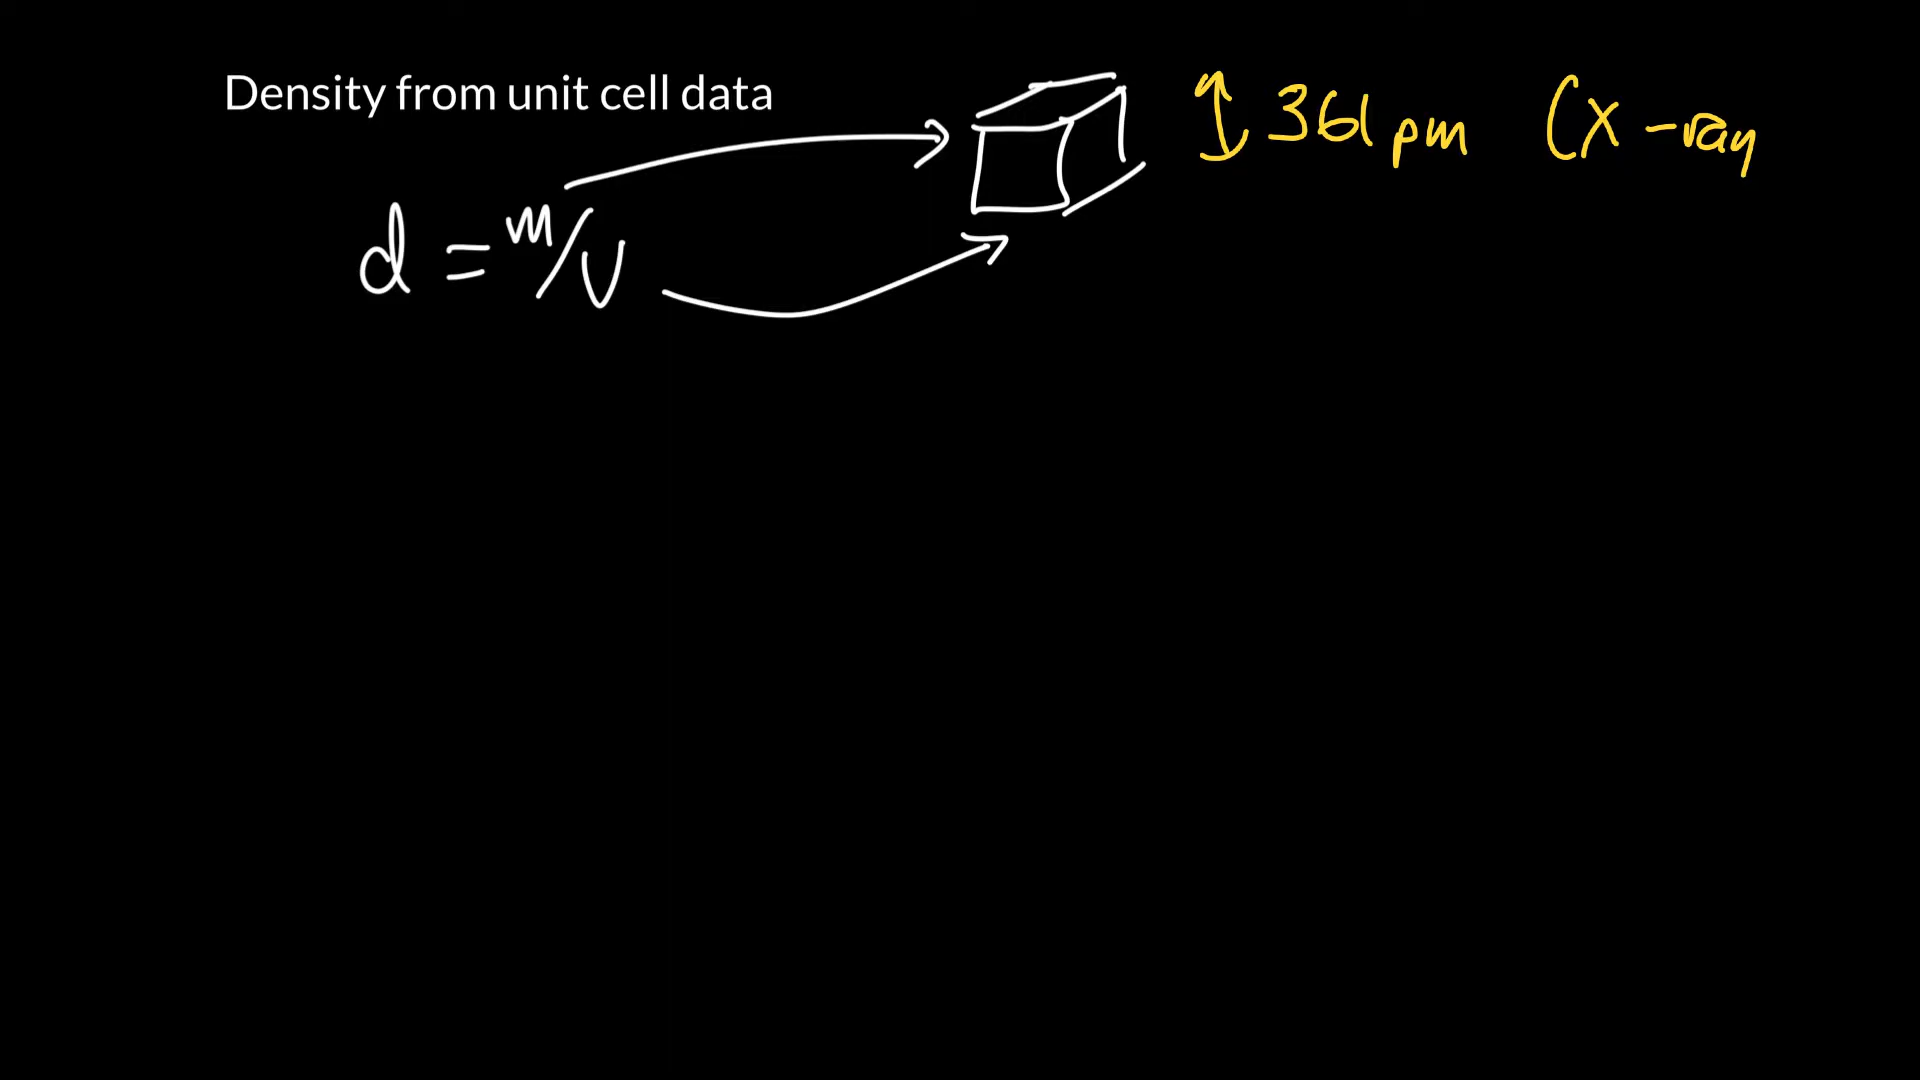 Density from unit cell data
361 pm (X-ray
d = m/V